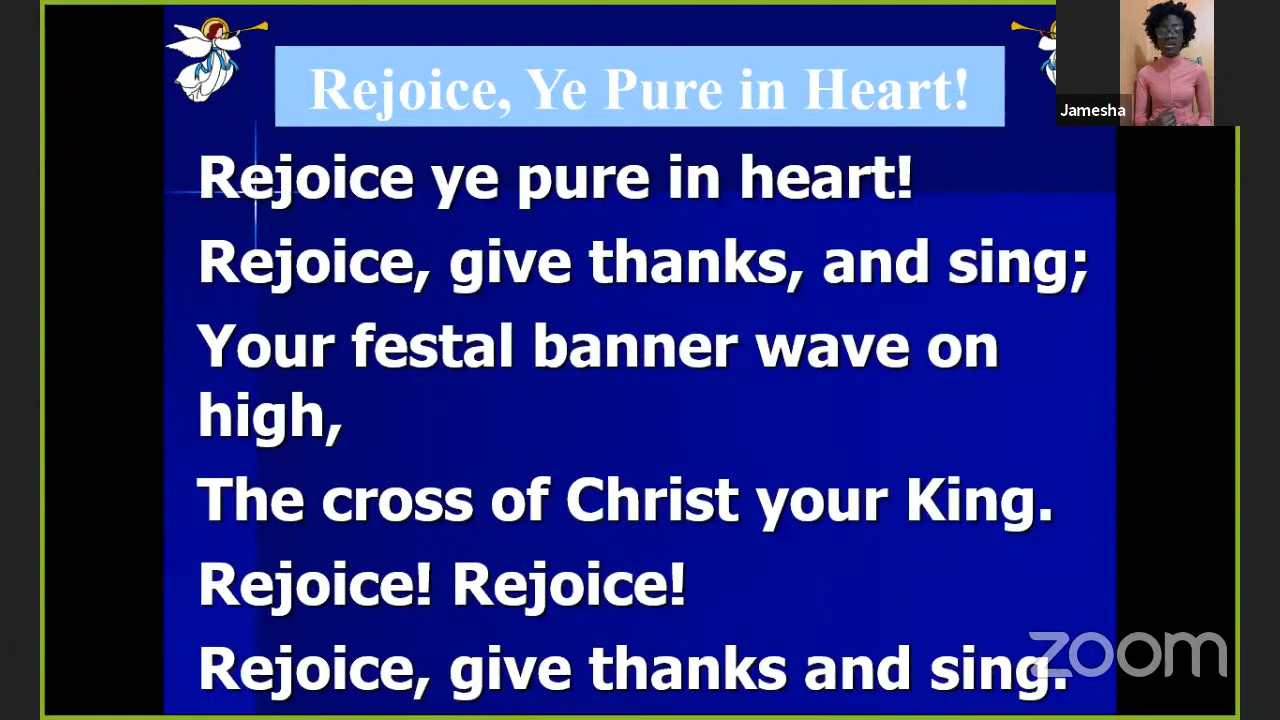 Rejoice, Ye Pure in Heart!
Jamesha
Rejoice ye pure in heart!
Rejoice, give thanks, and sing;
Your festal banner wave on
high,
The cross of Christ your King.
Rejoice! Rejoice!
Rejoice, give thanks and sing.
zoom